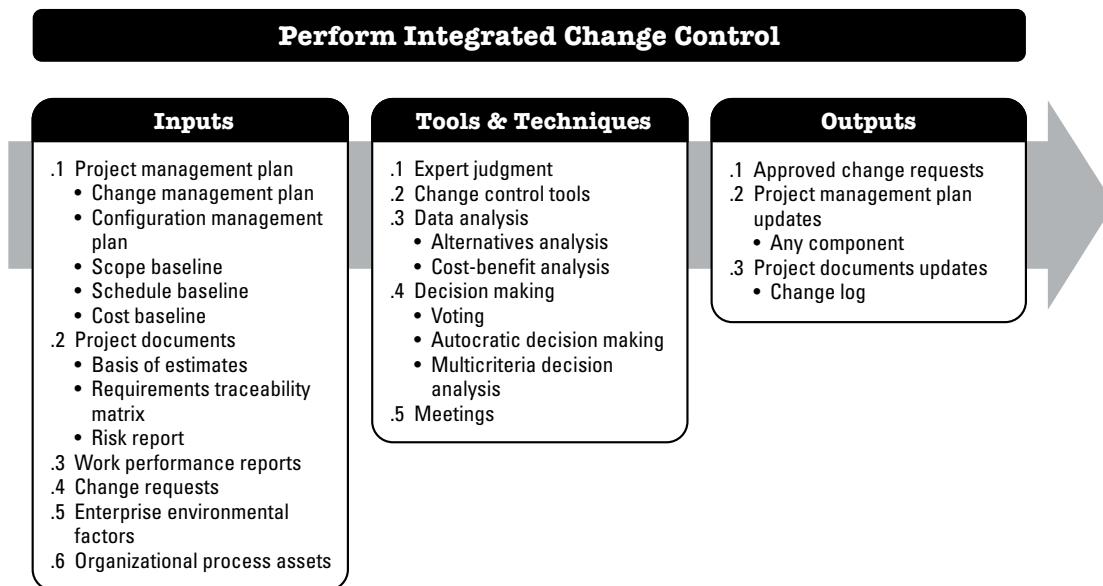 Perform Integrated Change Control
Inputs
.1 Project management plan
• Change management plan
• Configuration management
plan
• Scope baseline
• Schedule baseline
• Cost baseline
.2 Project documents
• Basis of estimates
• Requirements traceability
matrix
• Risk report
.3 Work performance reports
.4 Change requests
.5 Enterprise environmental
factors
.6 Organizational process assets
Tools & Techniques
.1 Expert judgment
.2 Change control tools
.3 Data analysis
• Alternatives analysis
• Cost-benefit analysis
.4 Decision making
• Voting
• Autocratic decision making
• Multicriteria decision
analysis
.5 Meetings
Outputs
.1 Approved change requests
.2 Project management plan
updates
• Any component
.3 Project documents updates
• Change log